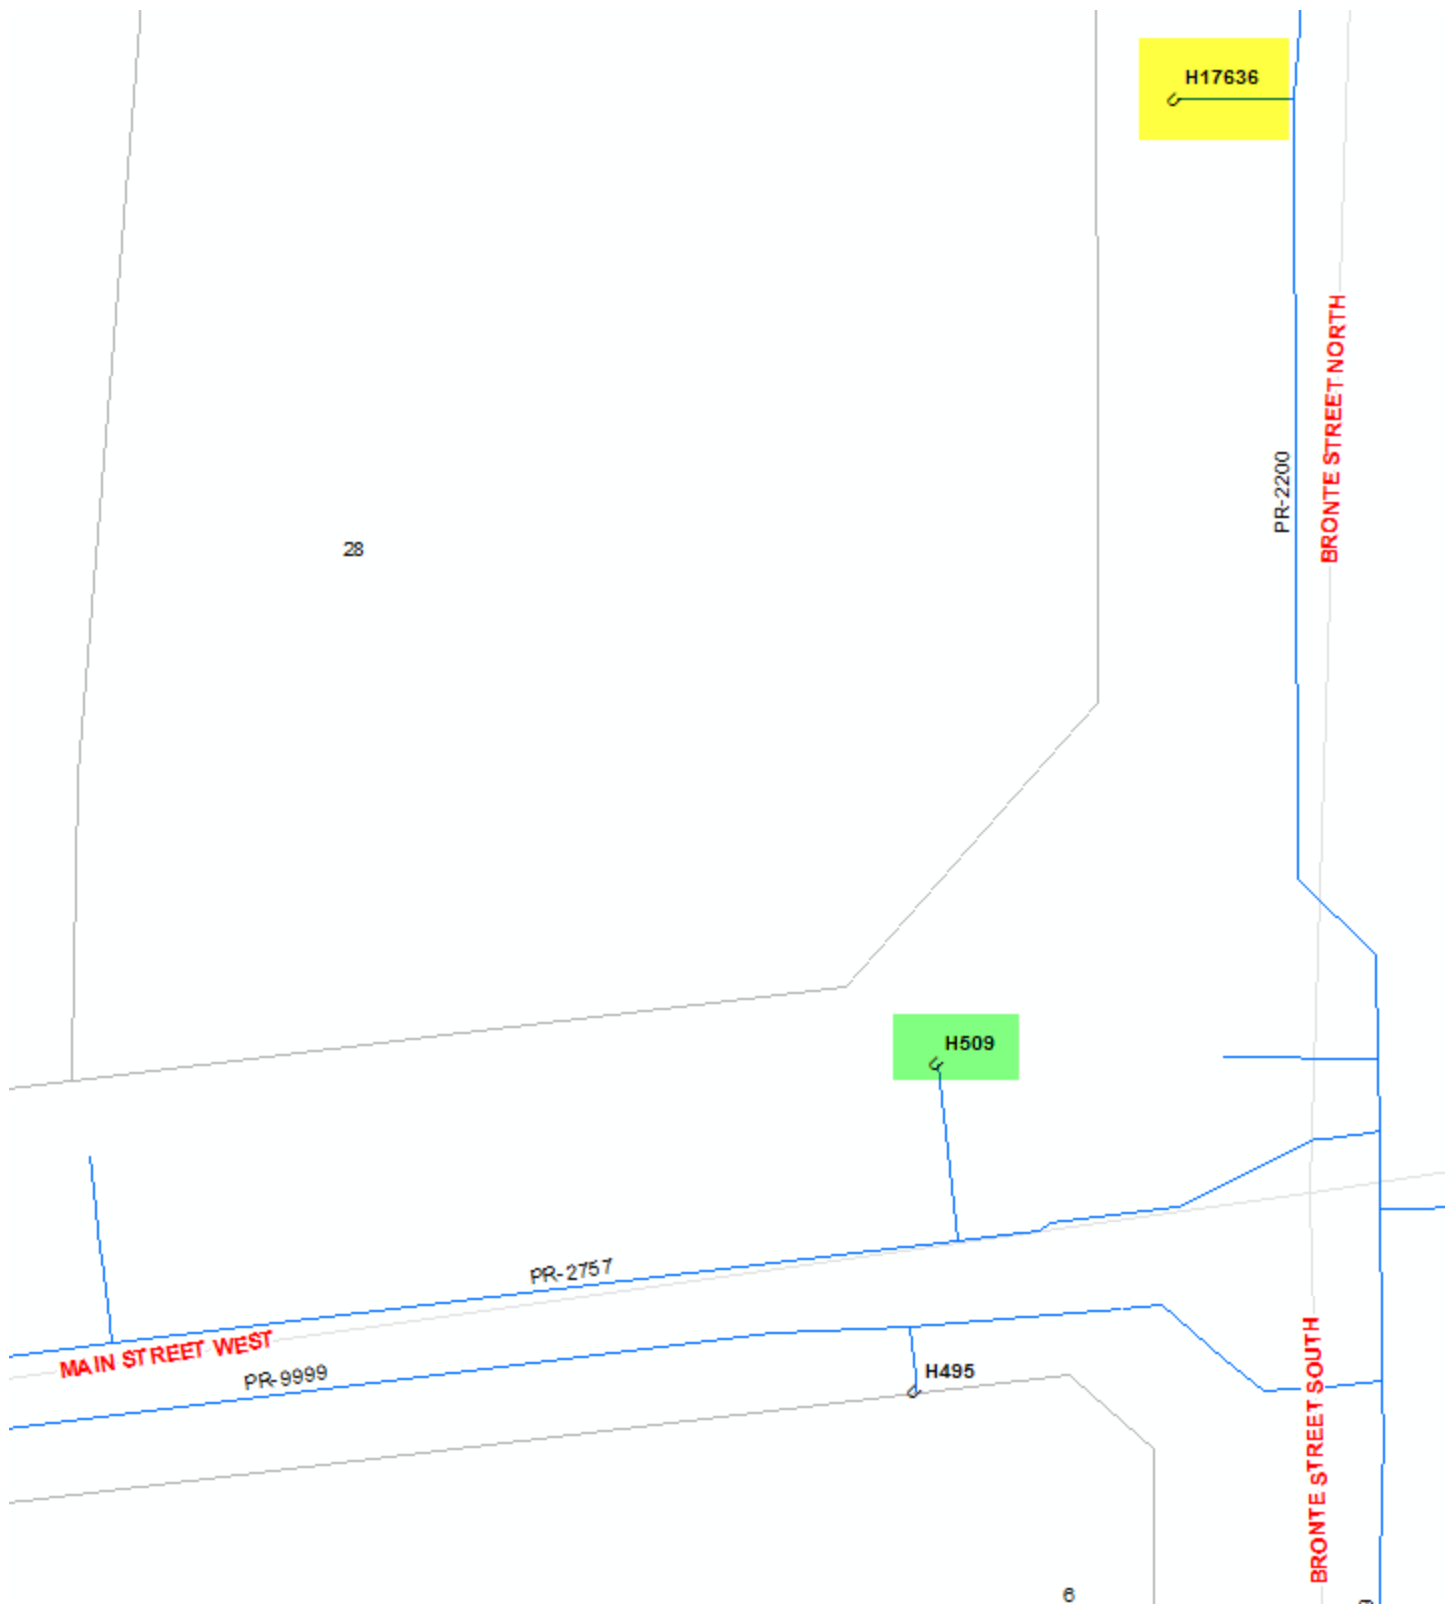 H17636
BRONTE STREET NORTH
PR-2200
28
H509
PR-2757
MAIN STREET WEST
PR-9999
H495
BRONTE STREET SOUTH
6